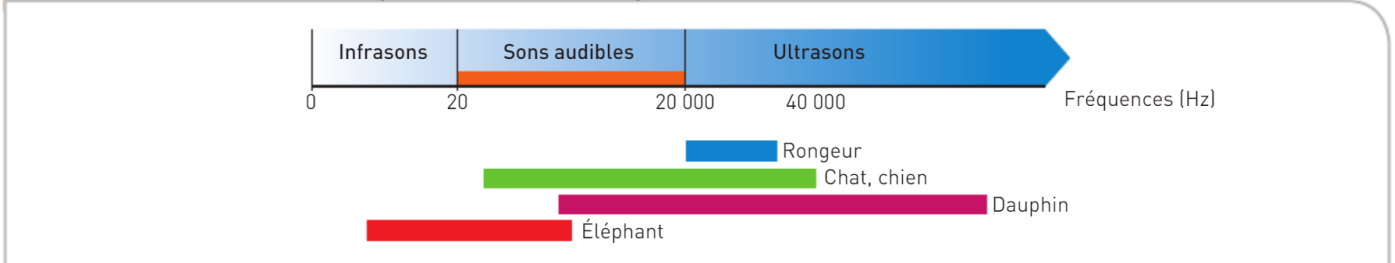 Infrasons Sons audibles Ultrasons
0 20 20 000 40 000 Fréquences (Hz)
Rongeur
Chat, chien
Dauphin
Éléphant